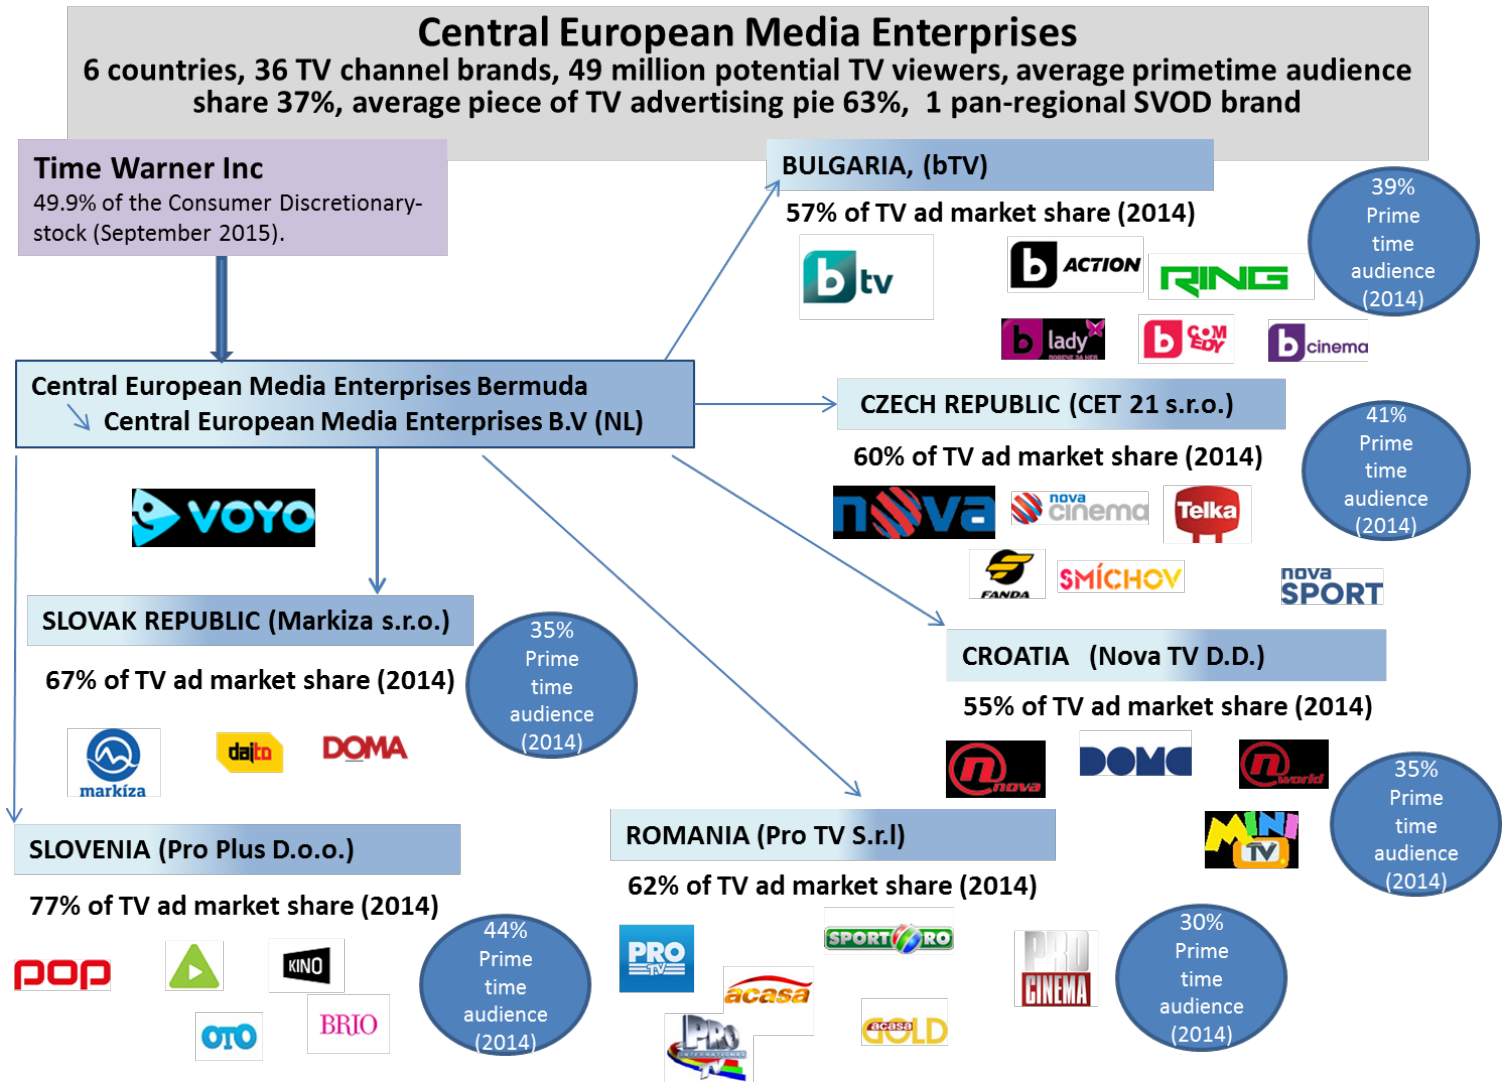 Central European Media Enterprises
6 countries, 36 TV channel brands, 49 million potential TV viewers, average primetime audience
share 37%, average piece of TV advertising pie 63%,  1 pan-regional SVOD brand
Time Warner Inc
49.9% of the Consumer Discretionary-
stock (September 2015).
BULGARIA, (bTV)
57% of TV ad market share (2014)
39%
Prime
time
audience
(2014)
b tv
b ACTION
RING
b lady
b COMEDY
b cinema
Central European Media Enterprises Bermuda
Central European Media Enterprises B.V (NL)
CZECH REPUBLIC (CET 21 s.r.o.)
60% of TV ad market share (2014)
41%
Prime
time
audience
(2014)
nova
nova
cinema
Telka
FANDA
SMÍCHOV
nova
SPORT
VOYO
SLOVAK REPUBLIC (Markiza s.r.o.)
67% of TV ad market share (2014)
35%
Prime
time
audience
(2014)
markíza
dajto
DOMA
CROATIA   (Nova TV D.D.)
55% of TV ad market share (2014)
35%
Prime
time
audience
(2014)
n nova
DOMA
n world
MINI
TV
SLOVENIA (Pro Plus D.o.o.)
77% of TV ad market share (2014)
44%
Prime
time
audience
(2014)
pop
KINO
OTO
BRIO
ROMANIA (Pro TV S.r.l)
62% of TV ad market share (2014)
30%
Prime
time
audience
(2014)
PRO
TV
SPORT RO
PRO
CINEMA
acasa
acasa
GOLD
PRO
INTERNATIONAL
TV